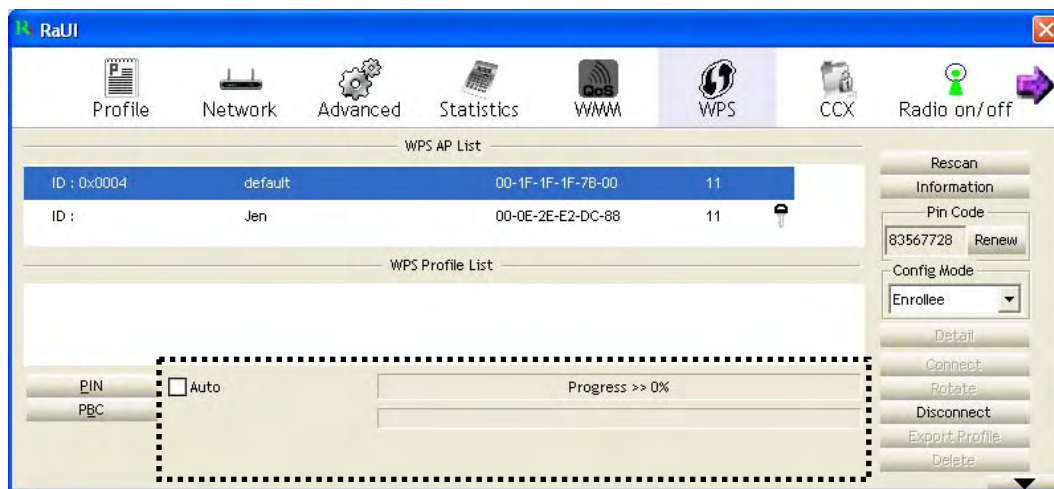 RaUI
Profile Network Advanced Statistics QoS WMM WPS CCX Radio on/off
WPS AP List
ID : 0x0004 default 00-1F-1F-1F-7B-00 11
ID : Jen 00-0E-2E-E2-DC-88 11
WPS Profile List
Rescan
Information
Pin Code
83567728 Renew
Config Mode
Enrollee
Detail
Connect
Rotate
Disconnect
Export Profile
Delete
PIN
PBC
Auto
Progress >> 0%